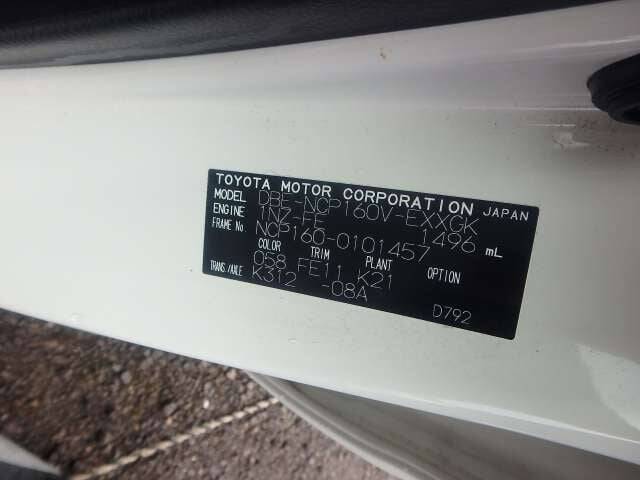 TOYOTA MOTOR CORPORATION JAPAN
MODEL DBE-NCP160V-EXXGK
ENGINE 1NZ-FE 1496 mL
FRAME No. NCP160-0101457
COLOR TRIM PLANT OPTION
058 FE11 K21
TRANS./AXLE K312 -08A
D792